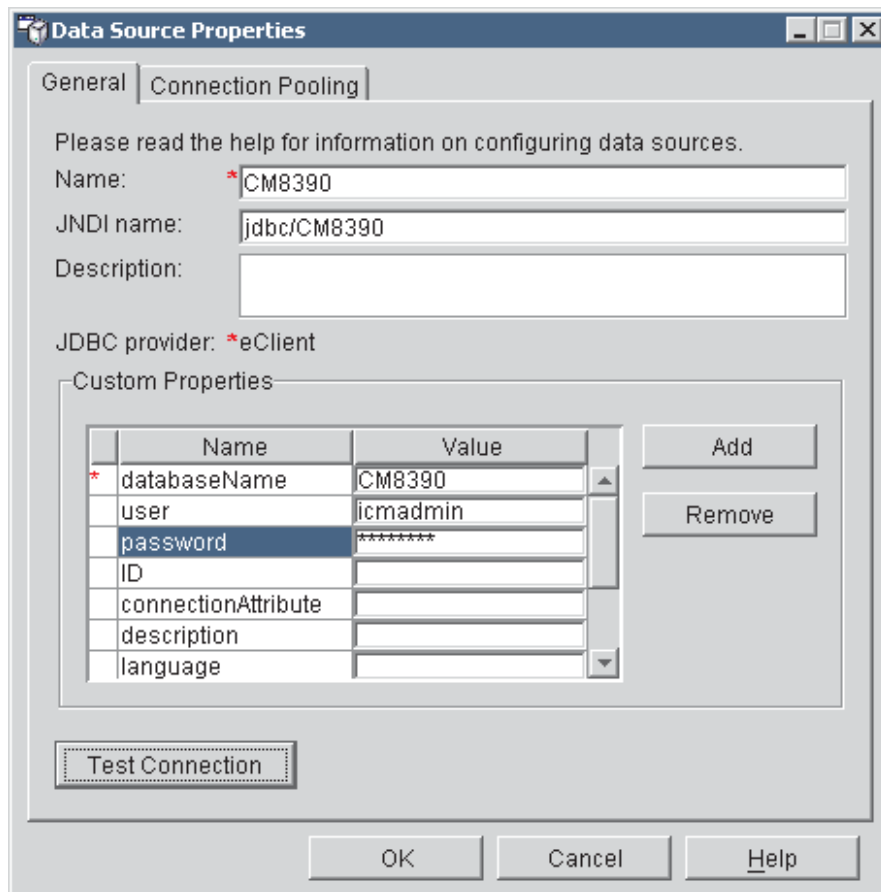 Data Source Properties
General Connection Pooling
Please read the help for information on configuring data sources.
Name: *CM8390
JNDI name: jdbc/CM8390
Description:
JDBC provider: *eClient
Custom Properties
Name Value
* databaseName CM8390
user icmadmin
password ********
ID
connectionAttribute
description
language
Add
Remove
Test Connection
OK Cancel Help